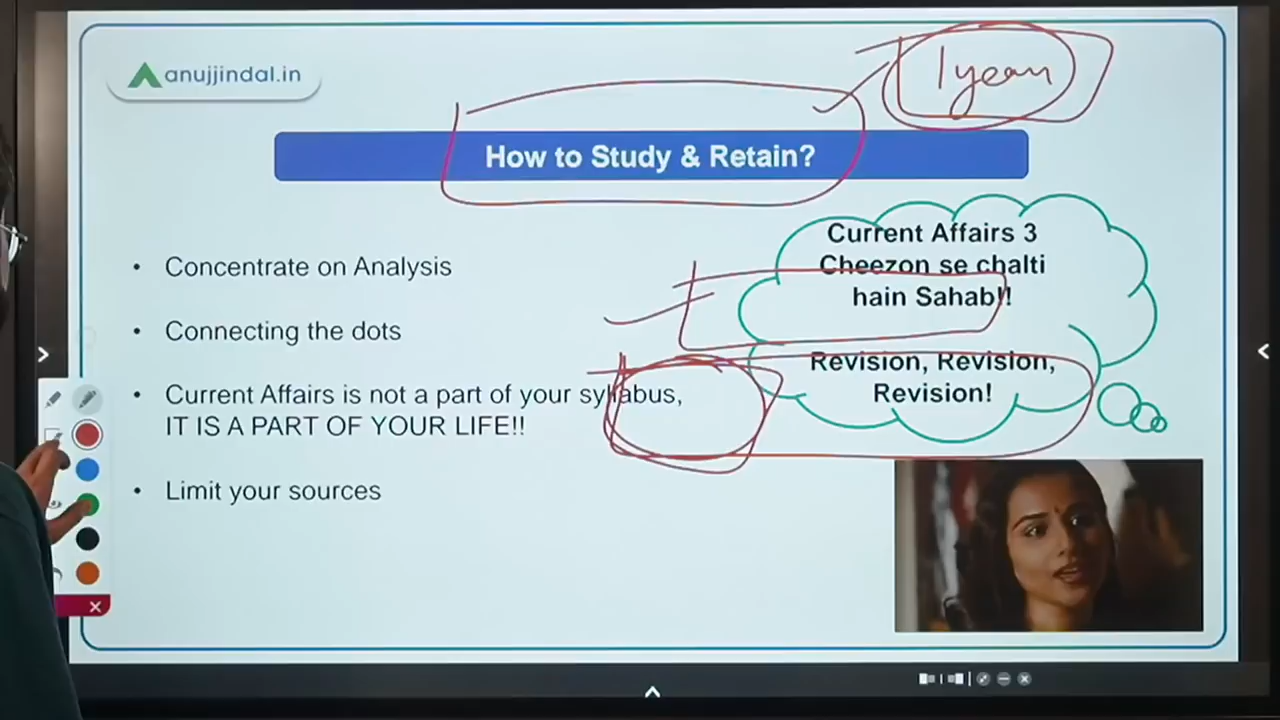 anujjindal.in
1 year
How to Study & Retain?
• Concentrate on Analysis
• Connecting the dots
• Current Affairs is not a part of your syllabus,
IT IS A PART OF YOUR LIFE!!
• Limit your sources
Current Affairs 3
Cheezon se chalti
hain Sahab!!
Revision, Revision,
Revision!